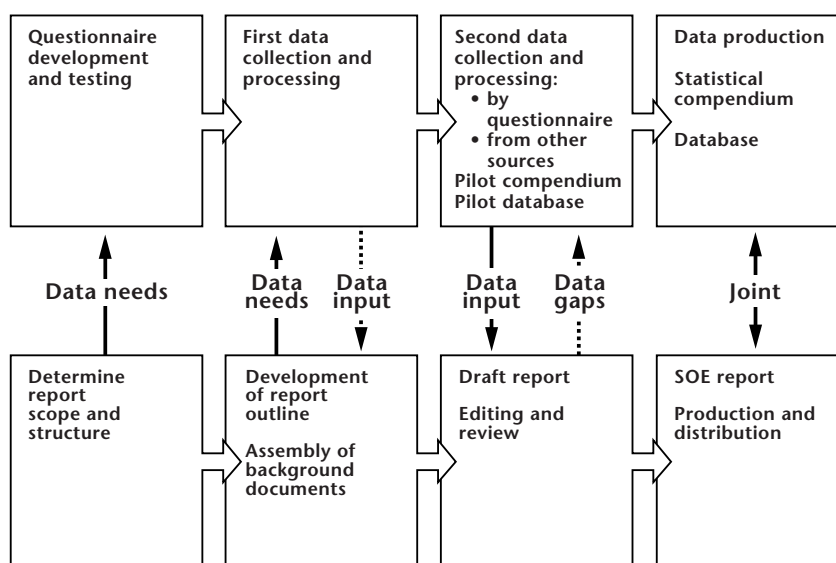 Questionnaire
development
and testing
First data
collection and
processing
Second data
collection and
processing:
• by
questionnaire
• from other
sources
Pilot compendium
Pilot database
Data production
Statistical
compendium
Database
Data needs
Data
needs
Data
input
Data
input
Data
gaps
Joint
Determine
report
scope and
structure
Development
of report
outline
Assembly of
background
documents
Draft report
Editing and
review
SOE report
Production and
distribution